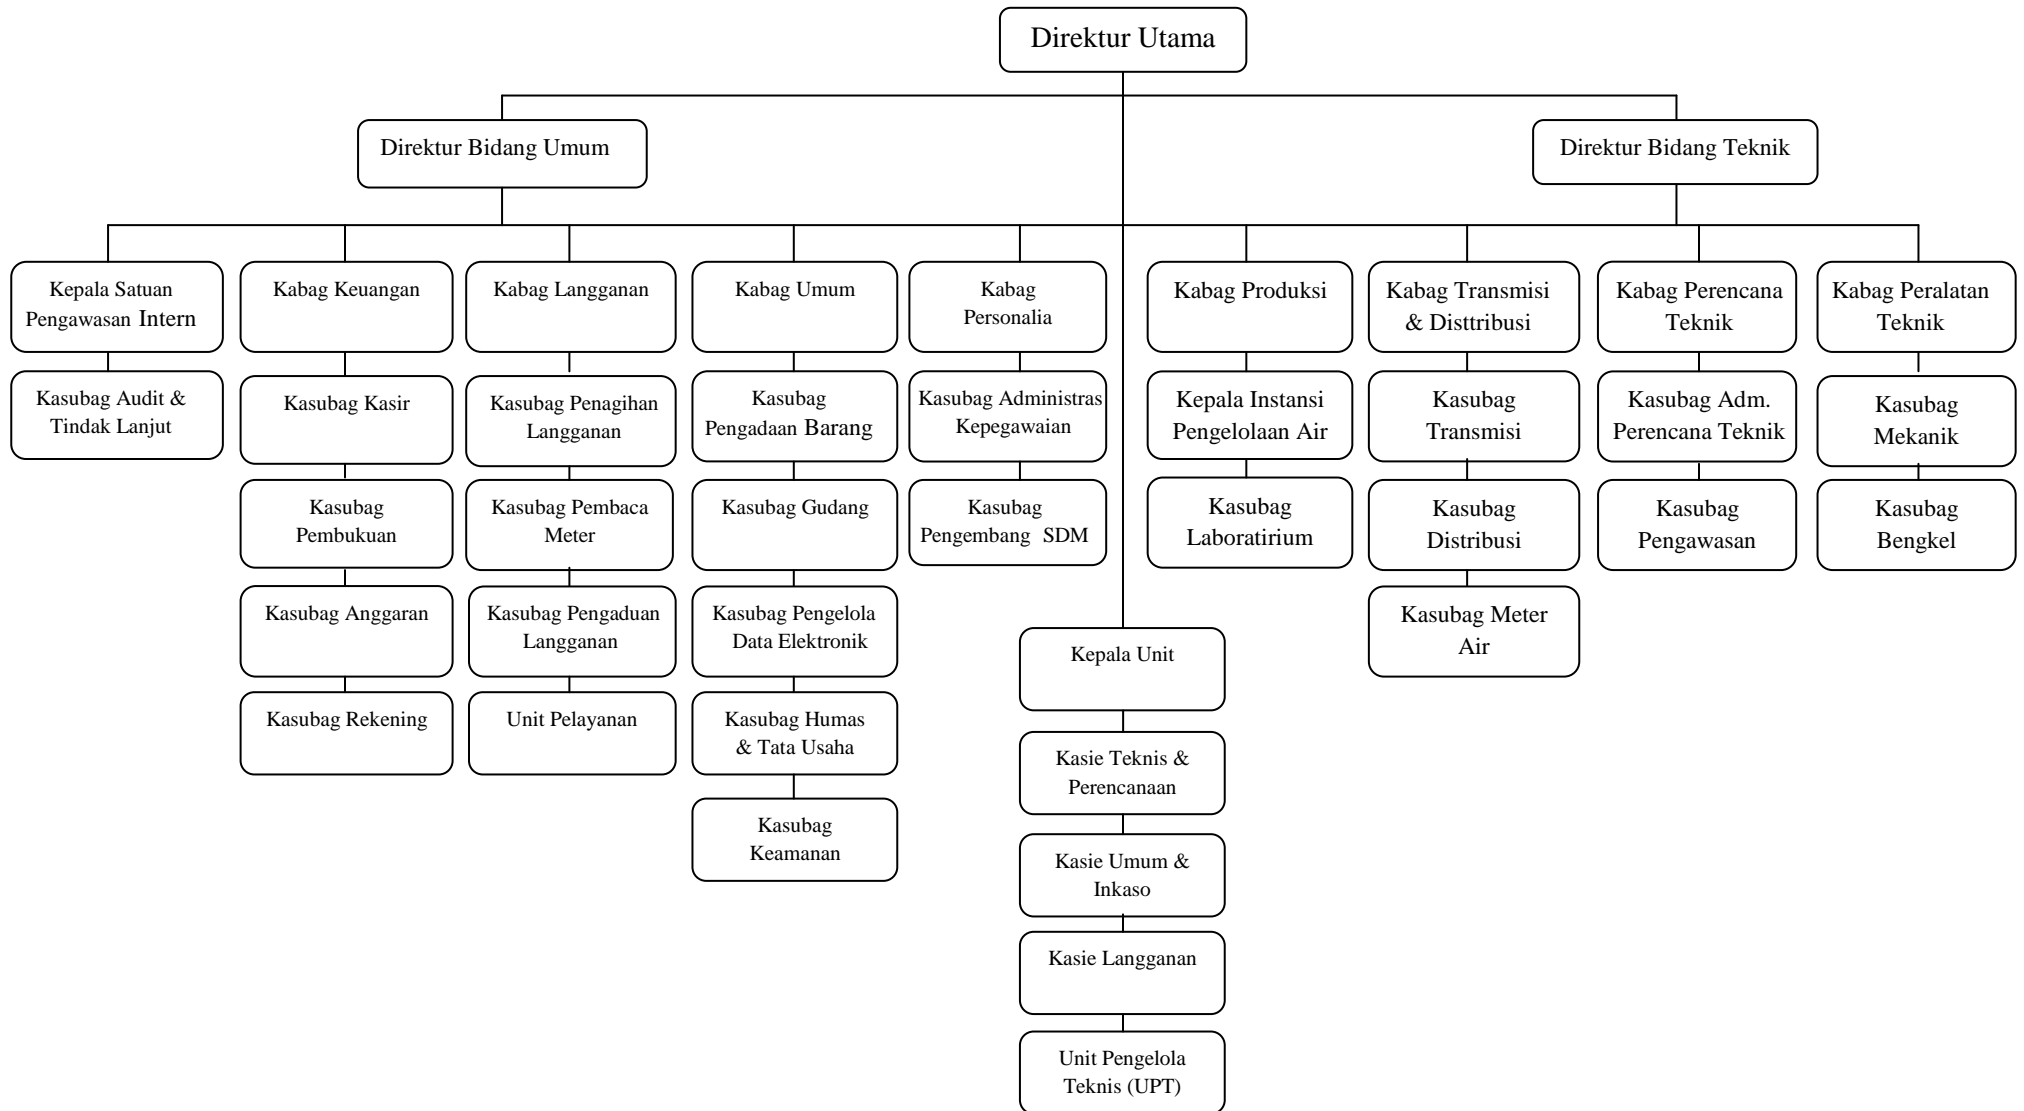 Direktur Utama
Direktur Bidang Umum
Direktur Bidang Teknik
Kepala Satuan
Pengawasan Intern
Kabag Keuangan
Kabag Langganan
Kabag Umum
Kabag
Personalia
Kabag Produksi
Kabag Transmisi
& Disttribusi
Kabag Perencana
Teknik
Kabag Peralatan
Teknik
Kasubag Audit &
Tindak Lanjut
Kasubag Kasir
Kasubag Penagihan
Langganan
Kasubag
Pengadaan Barang
Kasubag Administras
Kepegawaian
Kepala Instansi
Pengelolaan Air
Kasubag
Transmisi
Kasubag Adm.
Perencana Teknik
Kasubag
Mekanik
Kasubag
Pembukuan
Kasubag Pembaca
Meter
Kasubag Gudang
Kasubag
Pengembang SDM
Kasubag
Laboratirium
Kasubag
Distribusi
Kasubag
Pengawasan
Kasubag
Bengkel
Kasubag Anggaran
Kasubag Pengaduan
Langganan
Kasubag Pengelola
Data Elektronik
Kasubag Meter
Air
Kepala Unit
Kasubag Rekening
Unit Pelayanan
Kasubag Humas
& Tata Usaha
Kasie Teknis &
Perencanaan
Kasubag
Keamanan
Kasie Umum &
Inkaso
Kasie Langganan
Unit Pengelola
Teknis (UPT)